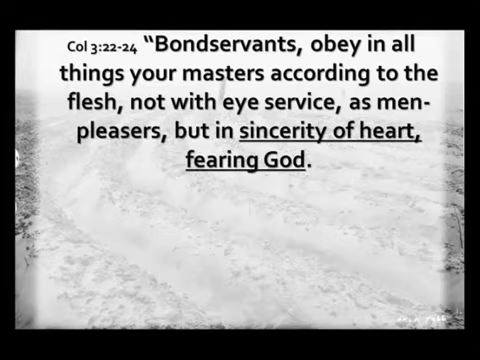 Col 3:22-24 “Bondservants, obey in all
things your masters according to the
flesh, not with eye service, as men-
pleasers, but in sincerity of heart,
fearing God.